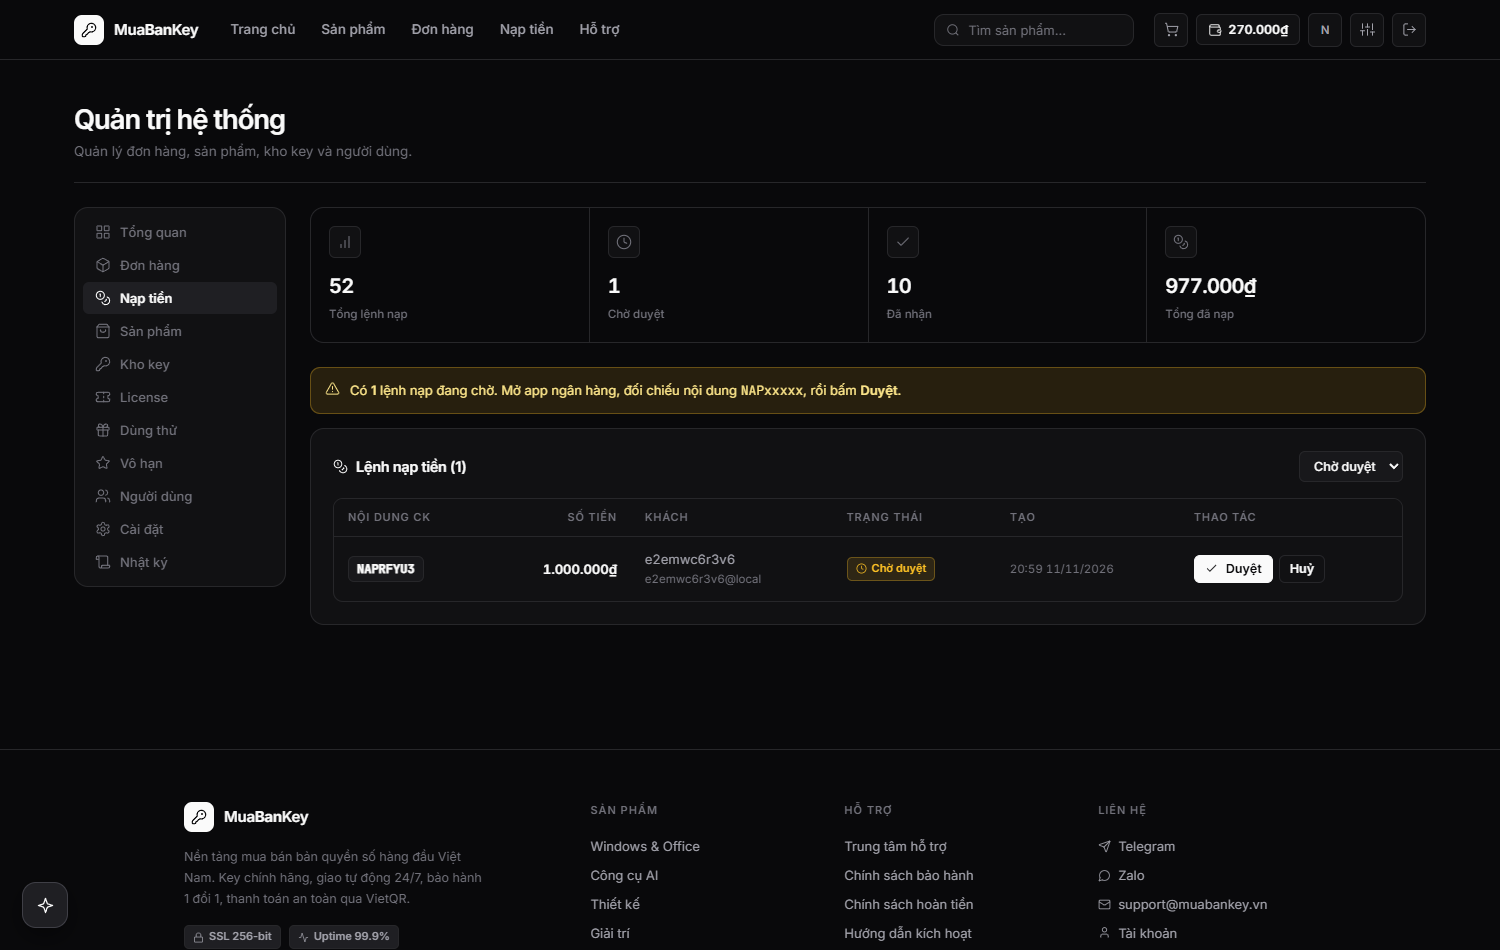 MuaBanKey
Trang chủ
Sản phẩm
Đơn hàng
Nạp tiền
Hỗ trợ
Tìm sản phẩm...
270.000₫
N
Quản trị hệ thống
Quản lý đơn hàng, sản phẩm, kho key và người dùng.
Tổng quan
Đơn hàng
Nạp tiền
Sản phẩm
Kho key
License
Dùng thử
Vô hạn
Người dùng
Cài đặt
Nhật ký
52
Tổng lệnh nạp
1
Chờ duyệt
10
Đã nhận
977.000₫
Tổng đã nạp
Có 1 lệnh nạp đang chờ. Mở app ngân hàng, đối chiếu nội dung NAPxxxxx, rồi bấm Duyệt.
Lệnh nạp tiền (1)
Chờ duyệt
NỘI DUNG CK
SỐ TIỀN
KHÁCH
TRẠNG THÁI
TẠO
THAO TÁC
NAPRFYU3
1.000.000₫
e2emwc6r3v6
e2emwc6r3v6@local
Chờ duyệt
20:59 11/11/2026
Duyệt
Huỷ
MuaBanKey
Nền tảng mua bán bản quyền số hàng đầu Việt
Nam. Key chính hãng, giao tự động 24/7, bảo hành
1 đổi 1, thanh toán an toàn qua VietQR.
SSL 256-bit
Uptime 99.9%
SẢN PHẨM
Windows & Office
Công cụ AI
Thiết kế
Giải trí
HỖ TRỢ
Trung tâm hỗ trợ
Chính sách bảo hành
Chính sách hoàn tiền
Hướng dẫn kích hoạt
LIÊN HỆ
Telegram
Zalo
support@muabankey.vn
Tài khoản